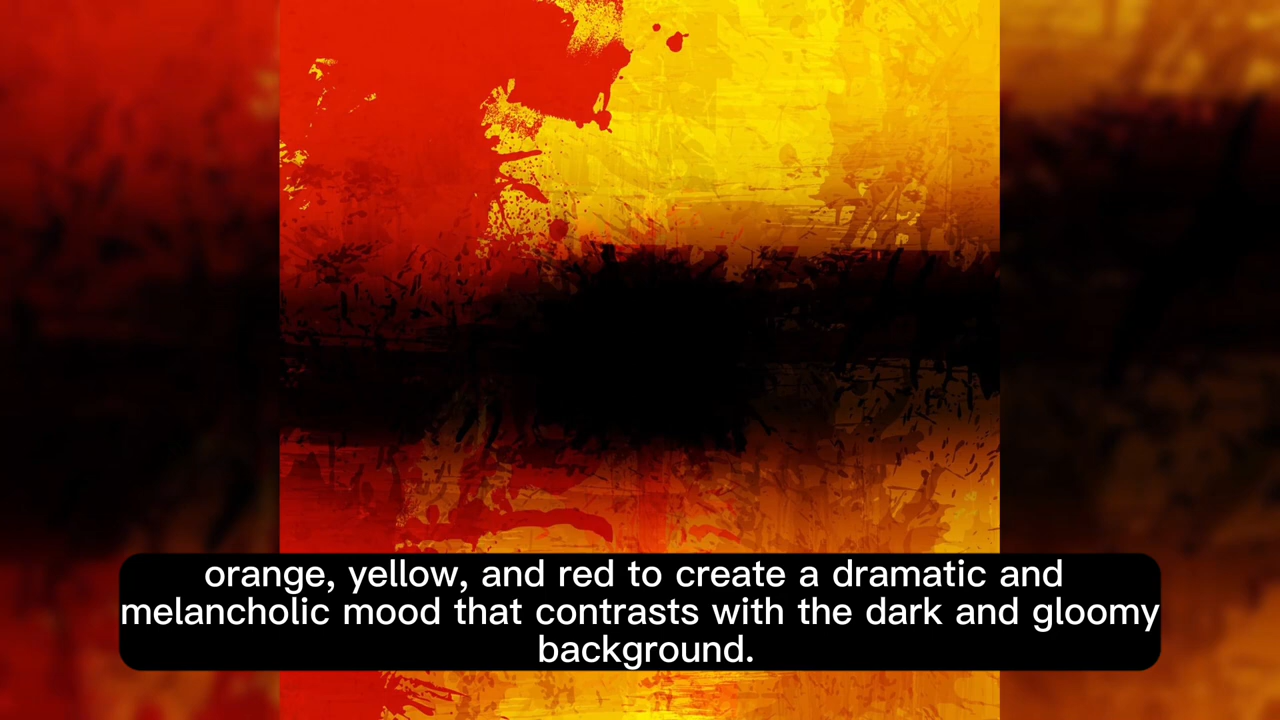 orange, yellow, and red to create a dramatic and
melancholic mood that contrasts with the dark and gloomy
background.